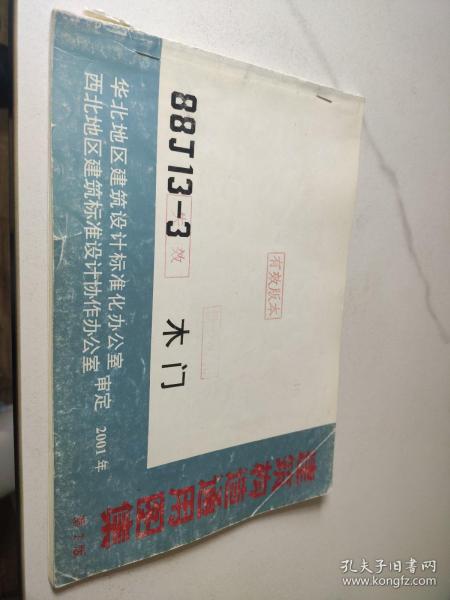 建筑构造通用图集
88J13-3
木门
有效版本
效
华北地区建筑设计标准化办公室
西北地区建筑标准设计协作办公室
审定
2001年
孔夫子旧书网
www.kongfz.com